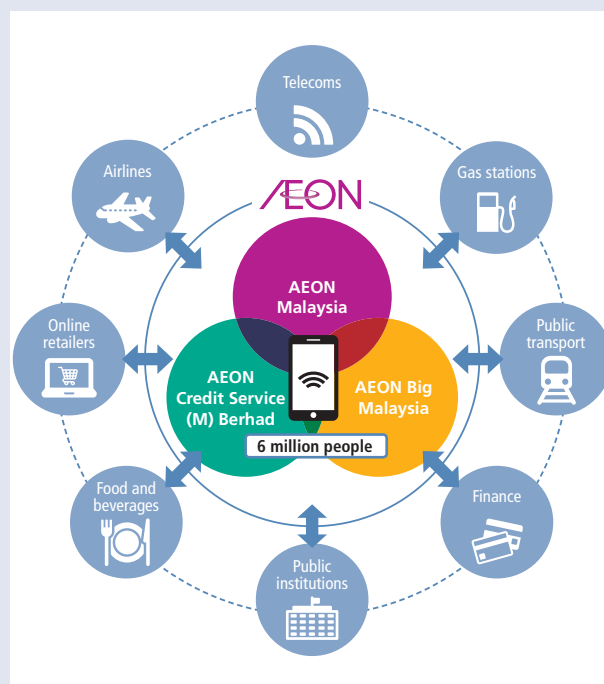 Telecoms
Airlines
Gas stations
ÆON
AEON
Malaysia
Online
retailers
Public
transport
AEON
Credit Service
(M) Berhad
AEON Big
Malaysia
6 million people
Food and
beverages
Finance
Public
institutions